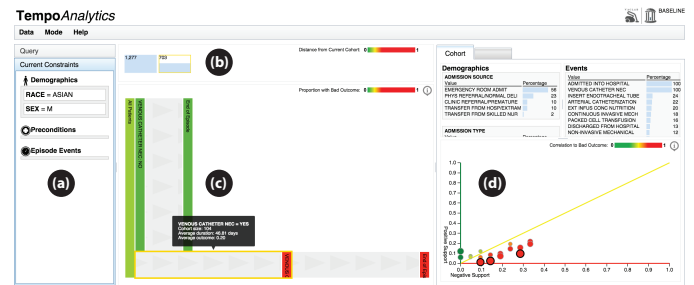 TempoAnalytics
BASELINE
Data Mode Help
Query
Current Constraints
Demographics
RACE = ASIAN
SEX = M
Preconditions
Episode Events
(a)
1,277
703
(b)
Distance from Current Cohort 0 1
Proportion with Bad Outcome: 0 1
All Patients
VENOUS CATHETER NEC: NO
End of Episode
(c)
VENOUS CATHETER NEC = YES
Cohort size: 104
Average duration: 46.61 days
Average outcome: 0.20
Cohort
Demographics
ADMISSION SOURCE
Value Percentage
EMERGENCY ROOM ADMIT 56
PHYS REFERRAL/NORMAL DELI 23
CLINIC REFERRAL/PREMATURE 10
TRANSFER FROM HOSPITEXTRAM 10
TRANSFER FROM SKILLED NUR 2
ADMISSION TYPE
Events
Value Percentage
ADMITTED INTO HOSPITAL 100
VENOUS CATHETER NEC 100
INSERT ENDOTRACHEAL TUBE 24
ARTERIAL CATHETERIZATION 22
EXT INFUS CONC NUTRITION 20
CONTINUOUS INVASIVE MECH 18
PACKED CELL TRANSFUSION 16
DISCHARGED FROM HOSPITAL 13
NON-INVASIVE MECHANICAL 12
Correlation to Bad Outcome: 0 1
(d)
Positive Support
1.0
0.9
0.8
0.7
0.6
0.5
0.4
0.3
0.2
0.1
0.0
0.0 0.1 0.2 0.3 0.4 0.5 0.6 0.7 0.8 0.9 1.0
Negative Support